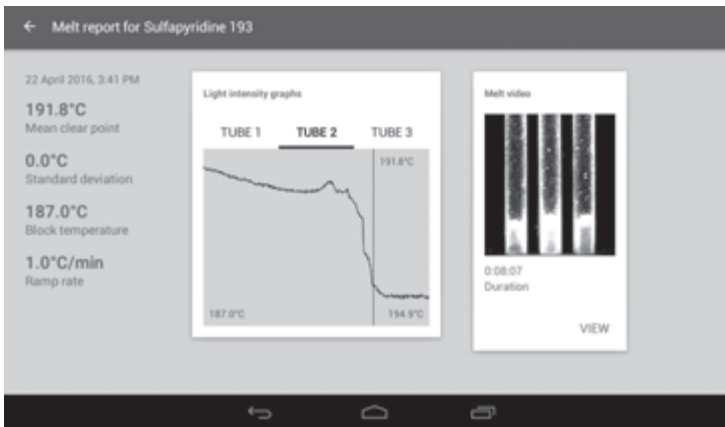 Melt report for Sulfapyridine 193
22 April 2016, 3:41 PM
191.8°C
Mean clear point
0.0°C
Standard deviation
187.0°C
Block temperature
1.0°C/min
Ramp rate
Light intensity graphs
TUBE 1 TUBE 2 TUBE 3
191.8°C
187.0°C 194.9°C
Melt video
0:08:07
Duration
VIEW